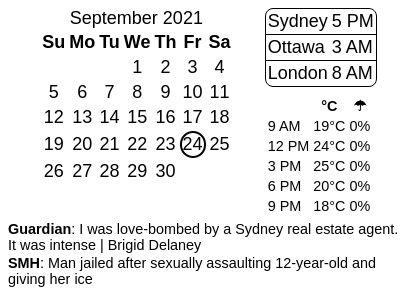 September 2021
Su Mo Tu We Th Fr Sa
1 2 3 4
5 6 7 8 9 10 11
12 13 14 15 16 17 18
19 20 21 22 23 24 25
26 27 28 29 30
Sydney 5 PM
Ottawa 3 AM
London 8 AM
°C ☂
9 AM 19°C 0%
12 PM 24°C 0%
3 PM 25°C 0%
6 PM 20°C 0%
9 PM 18°C 0%
Guardian: I was love-bombed by a Sydney real estate agent.
It was intense | Brigid Delaney
SMH: Man jailed after sexually assaulting 12-year-old and
giving her ice